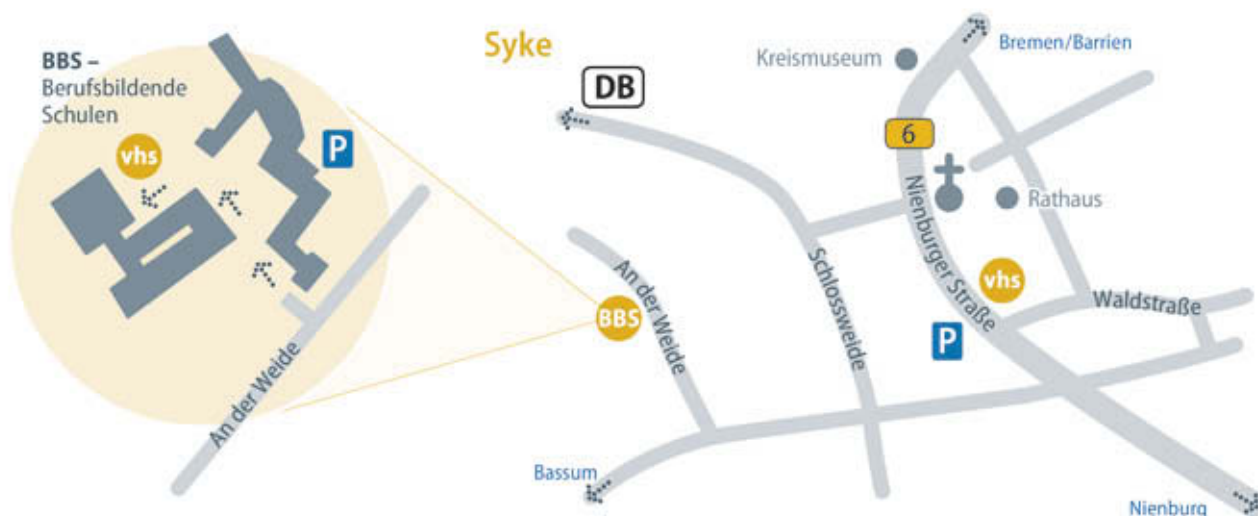 BBS –
Berufsbildende
Schulen
vhs
P
An der Weide
Syke
DB
Kreismuseum
Bremen/Barrien
6
Nienburger Straße
Rathaus
An der Weide
BBS
Schlossweide
vhs
Waldstraße
P
Bassum
Nienburg